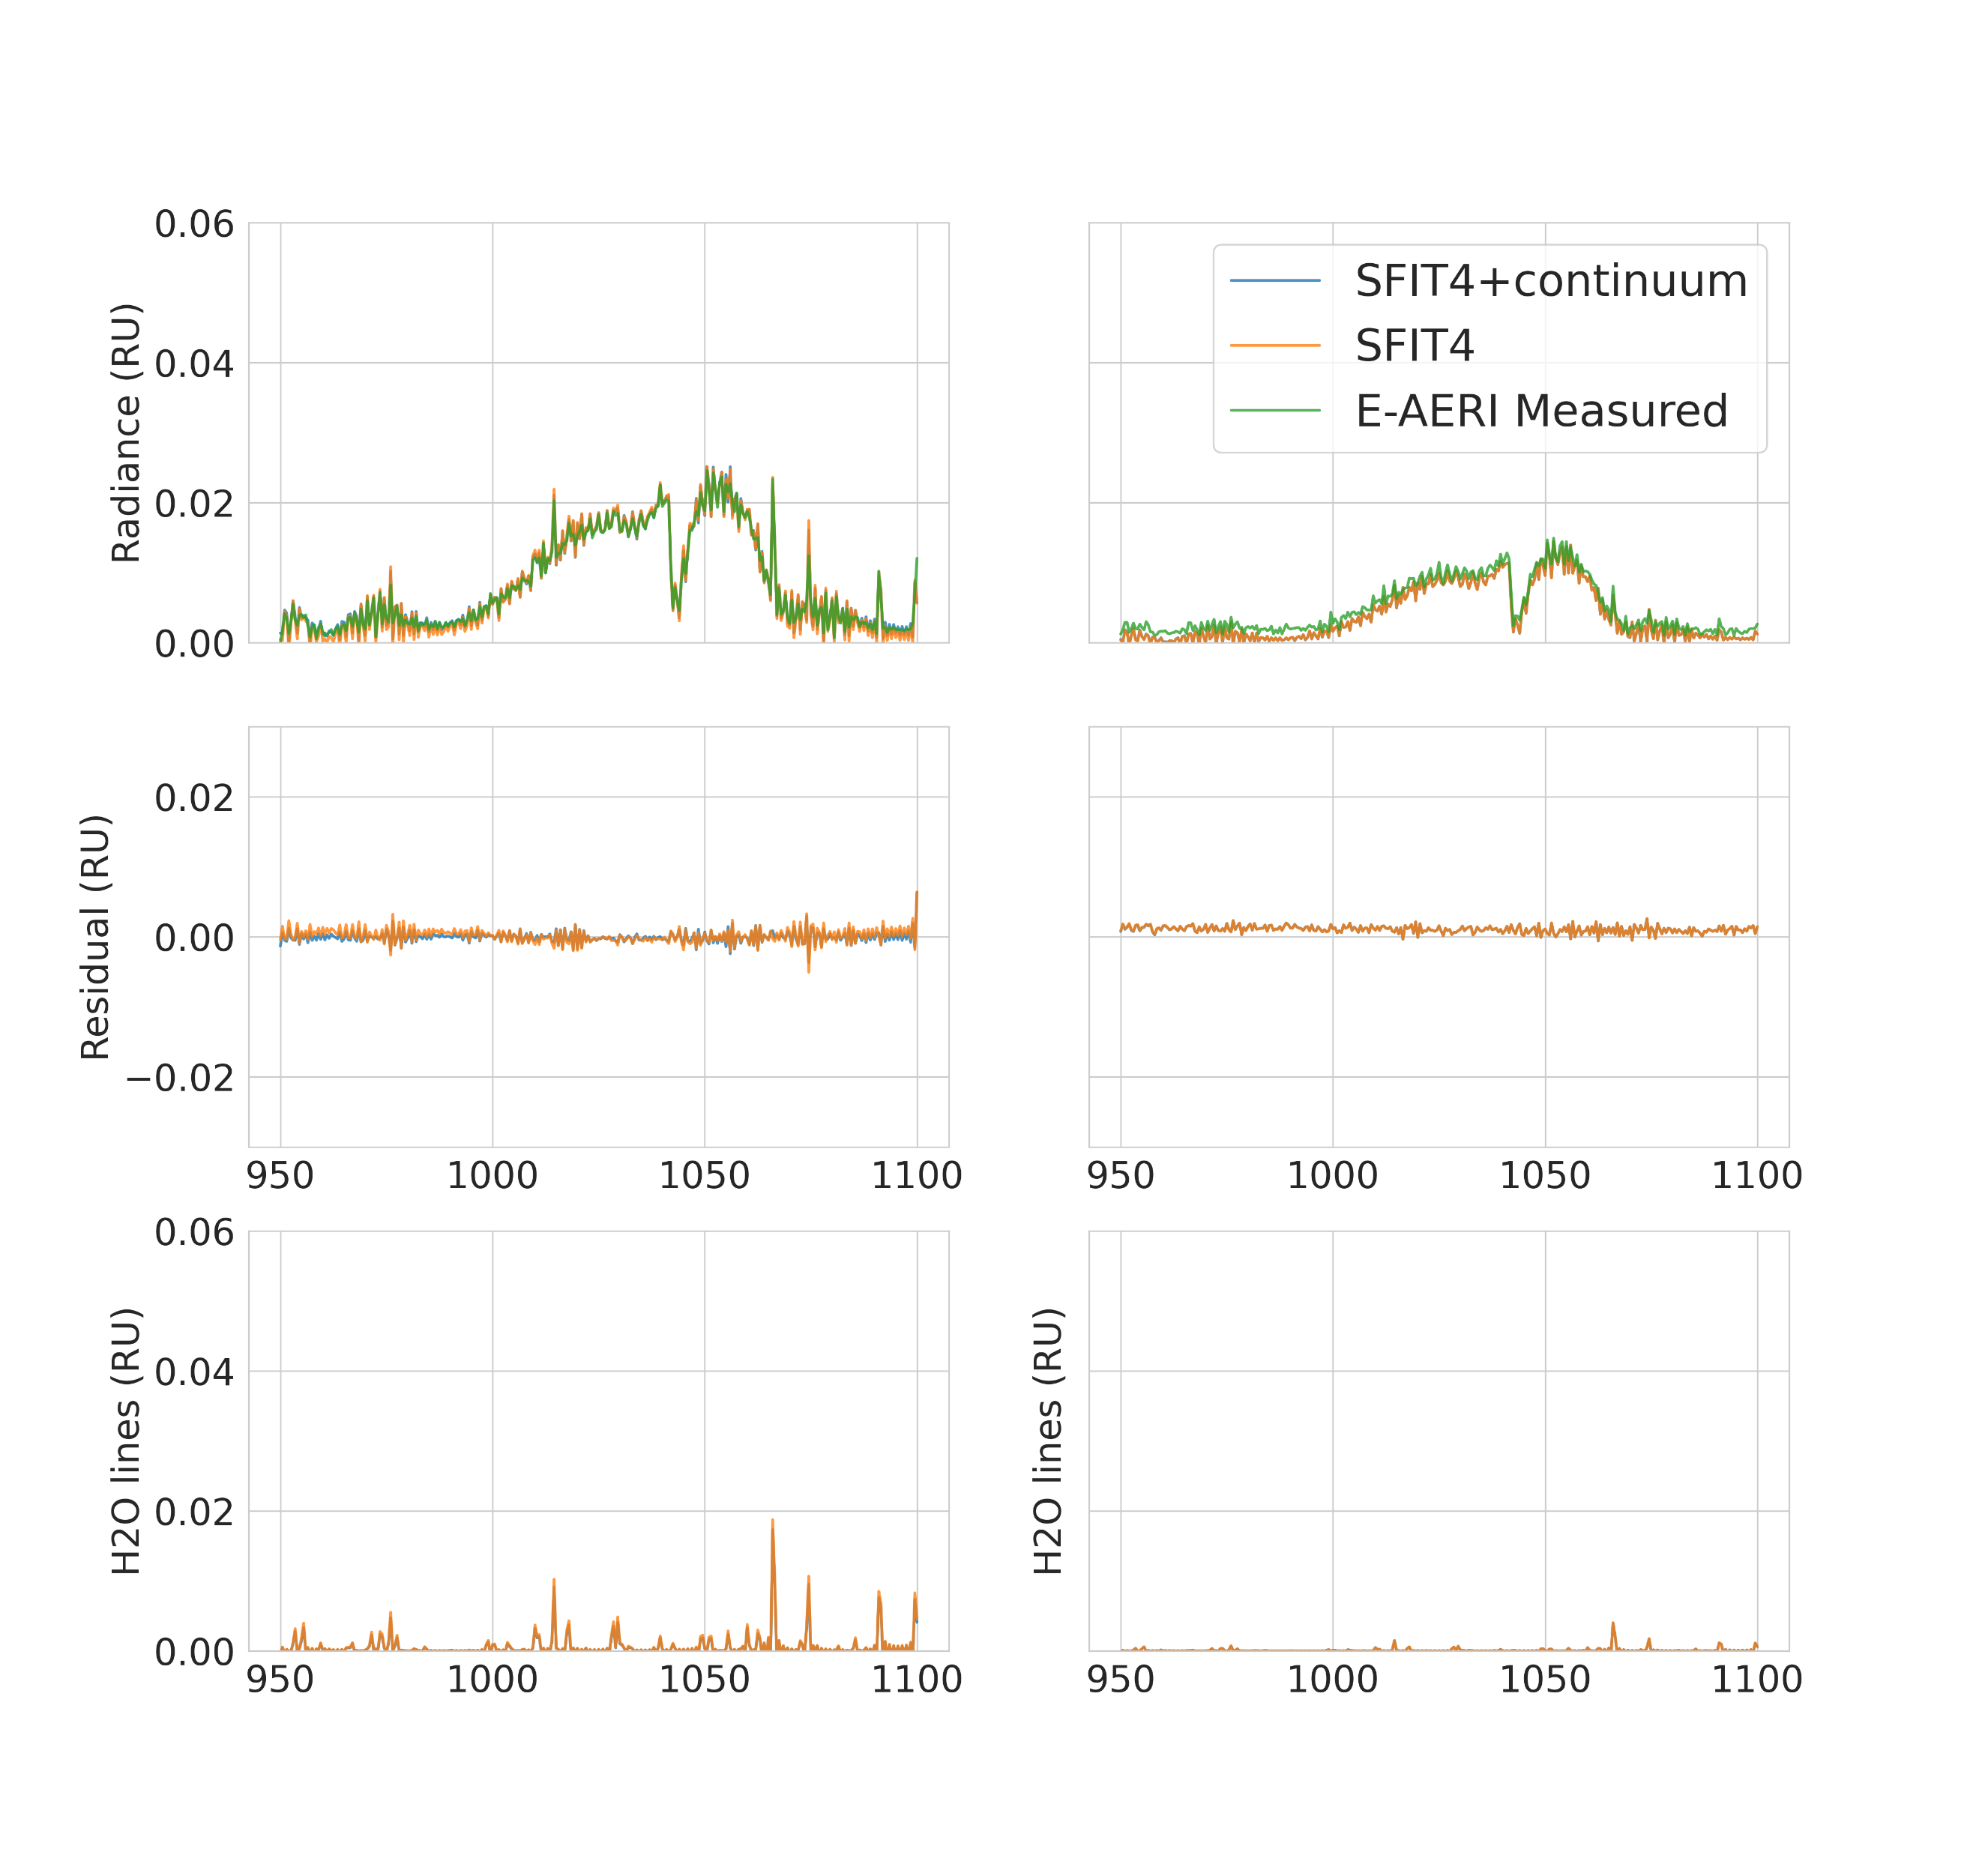 0.06
0.04
0.02
0.00
Radiance (RU)
SFIT4+continuum
SFIT4
E-AERI Measured
0.02
0.00
−0.02
Residual (RU)
950 1000 1050 1100
950 1000 1050 1100
0.06
0.04
0.02
0.00
H2O lines (RU)
H2O lines (RU)
950 1000 1050 1100
950 1000 1050 1100